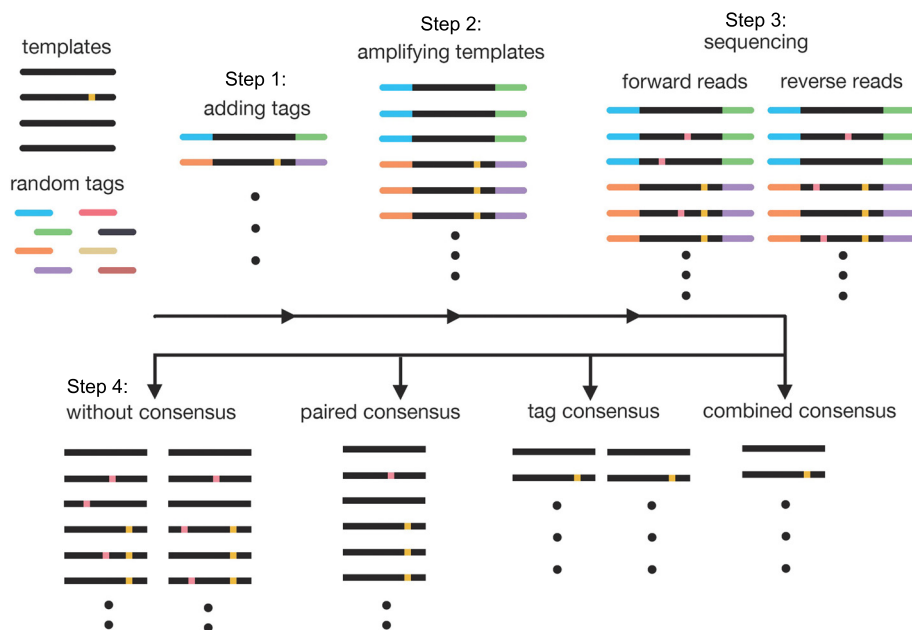 templates
random tags
Step 1:
adding tags
Step 2:
amplifying templates
Step 3:
sequencing
forward reads
reverse reads
Step 4:
without consensus
paired consensus
tag consensus
combined consensus